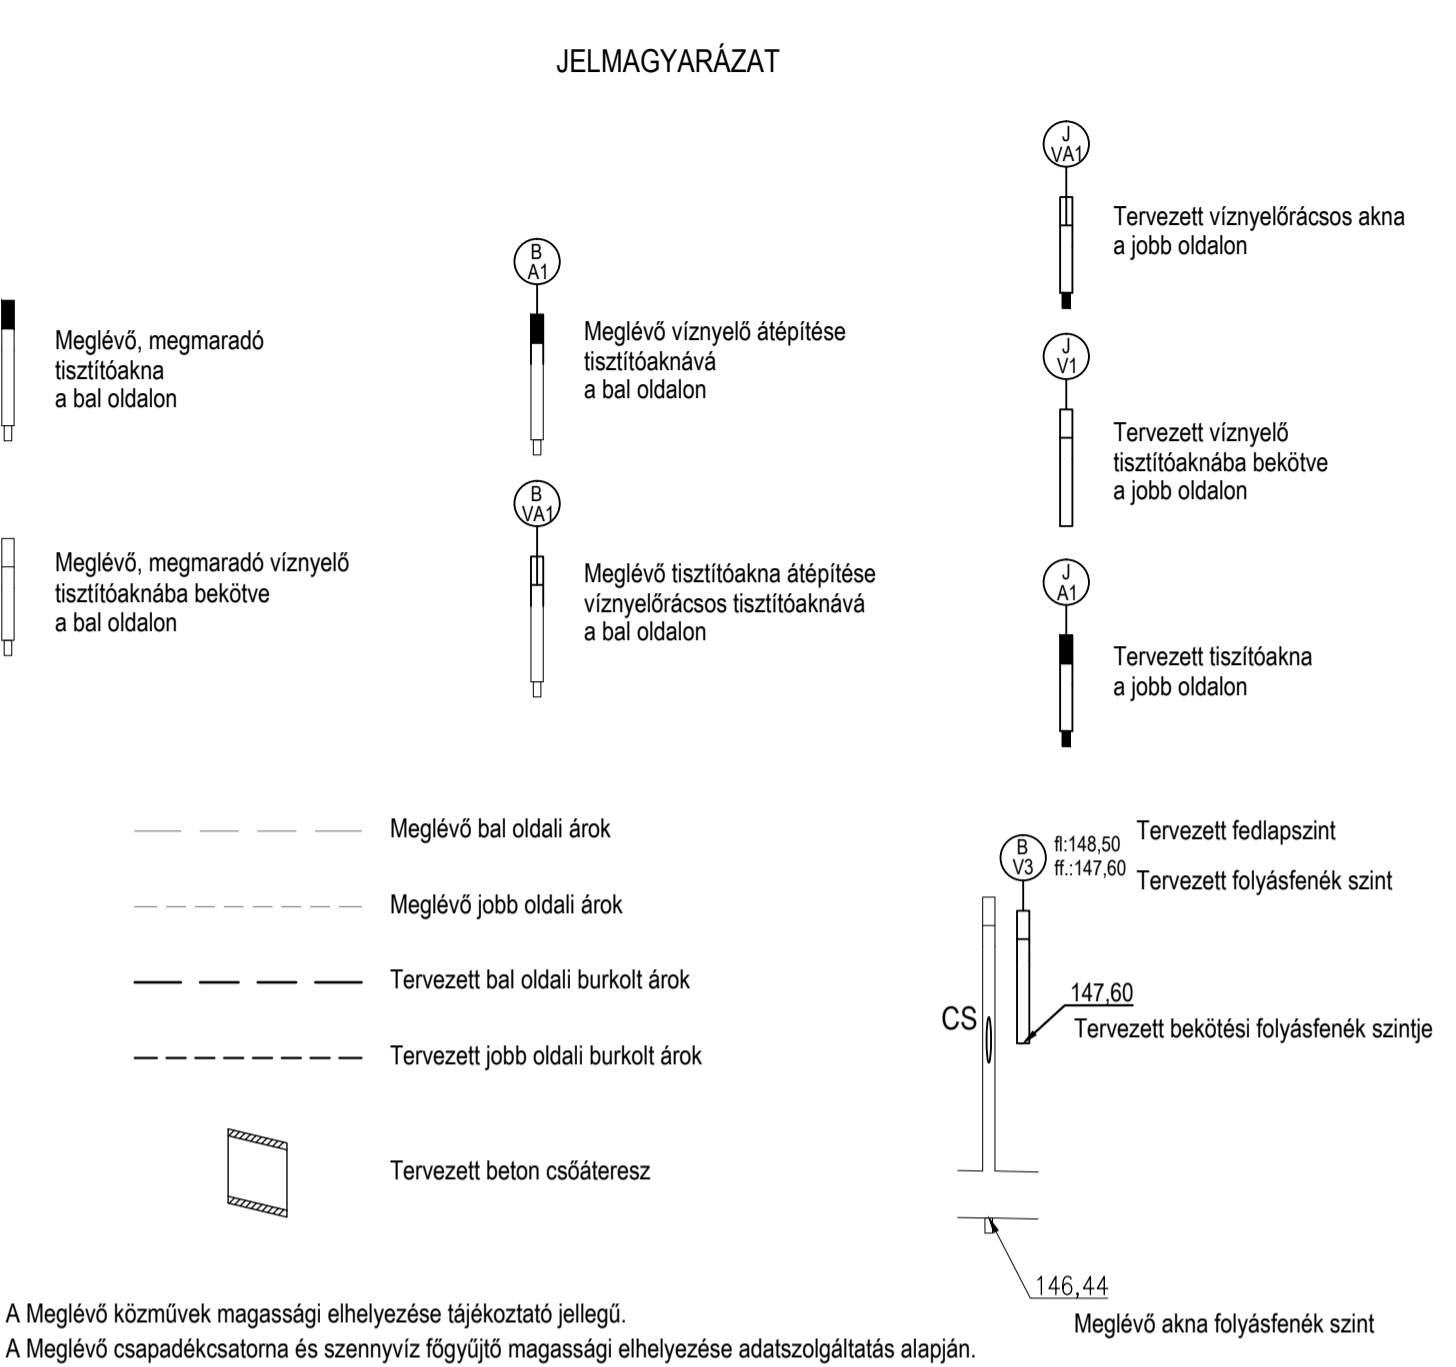 JELMAGYARÁZAT
Meglévő, megmaradó
tisztítóakna
a bal oldalon
Meglévő, megmaradó víznyelő
tisztítóaknába bekötve
a bal oldalon
B
A1
Meglévő víznyelő átépítése
tisztítóaknává
a bal oldalon
B
VA1
Meglévő tisztítóakna átépítése
víznyelőrácsos tisztítóaknává
a bal oldalon
J
VA1
Tervezett víznyelőrácsos akna
a jobb oldalon
J
V1
Tervezett víznyelő
tisztítóaknába bekötve
a jobb oldalon
J
A1
Tervezett tiszítóakna
a jobb oldalon
Meglévő bal oldali árok
Meglévő jobb oldali árok
Tervezett bal oldali burkolt árok
Tervezett jobb oldali burkolt árok
Tervezett beton csőáteresz
B
V3
fl:148,50
ff.:147,60
Tervezett fedlapszint
Tervezett folyásfenék szint
CS
147,60
Tervezett bekötési folyásfenék szintje
146,44
Meglévő akna folyásfenék szint
A Meglévő közművek magassági elhelyezése tájékoztató jellegű.
A Meglévő csapadékcsatorna és szennyvíz főgyűjtő magassági elhelyezése adatszolgáltatás alapján.